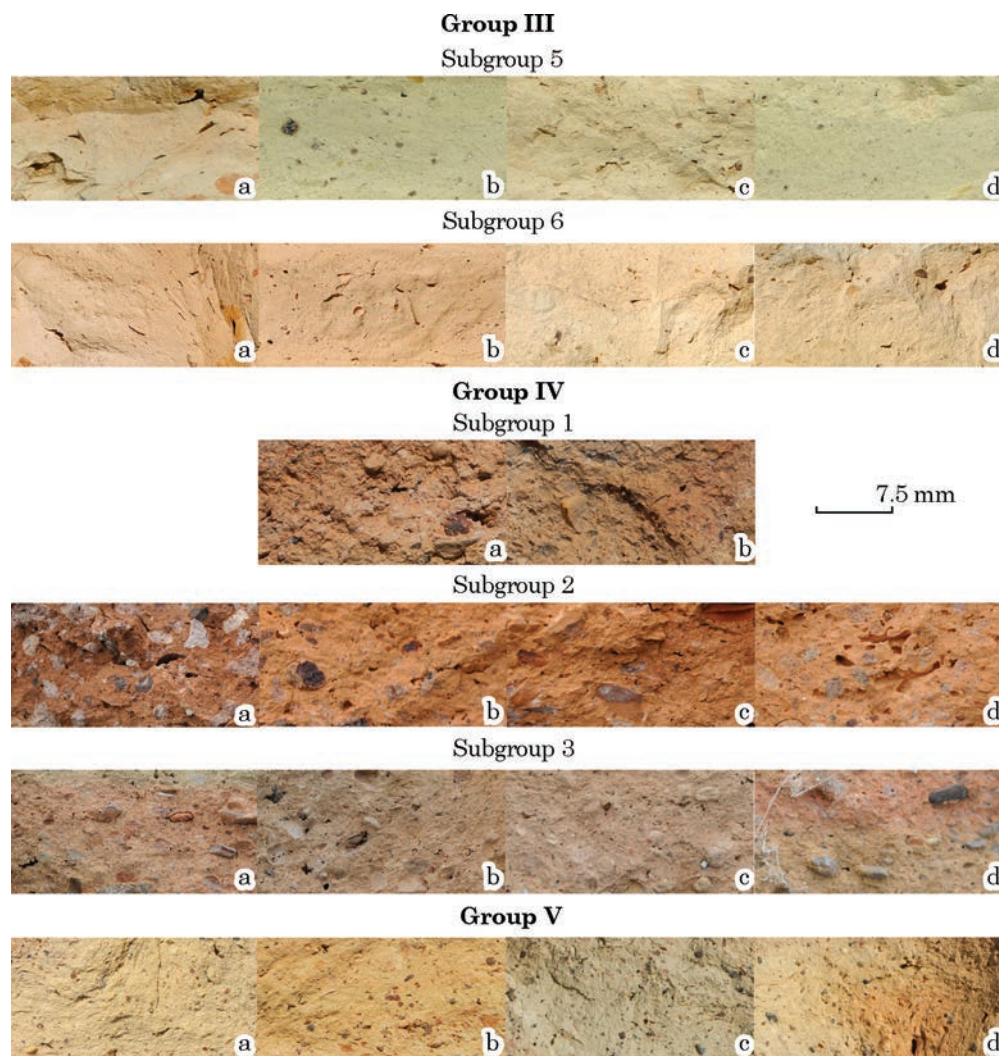 Group III
Subgroup 5
a b c d
Subgroup 6
a b c d
Group IV
Subgroup 1
7.5 mm
a b
Subgroup 2
a b c d
Subgroup 3
a b c d
Group V
a b c d